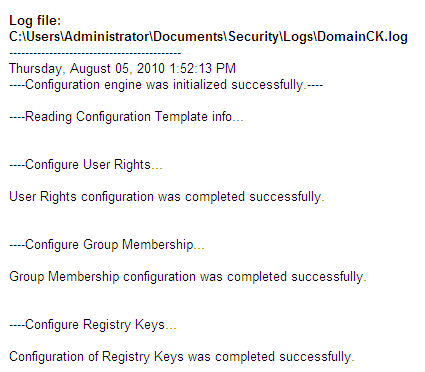 Log file:
C:\Users\Administrator\Documents\Security\Logs\DomainCK.log
-------------------------------------------
Thursday, August 05, 2010 1:52:13 PM
----Configuration engine was initialized successfully.----
----Reading Configuration Template info...
----Configure User Rights...
User Rights configuration was completed successfully.
----Configure Group Membership...
Group Membership configuration was completed successfully.
----Configure Registry Keys...
Configuration of Registry Keys was completed successfully.